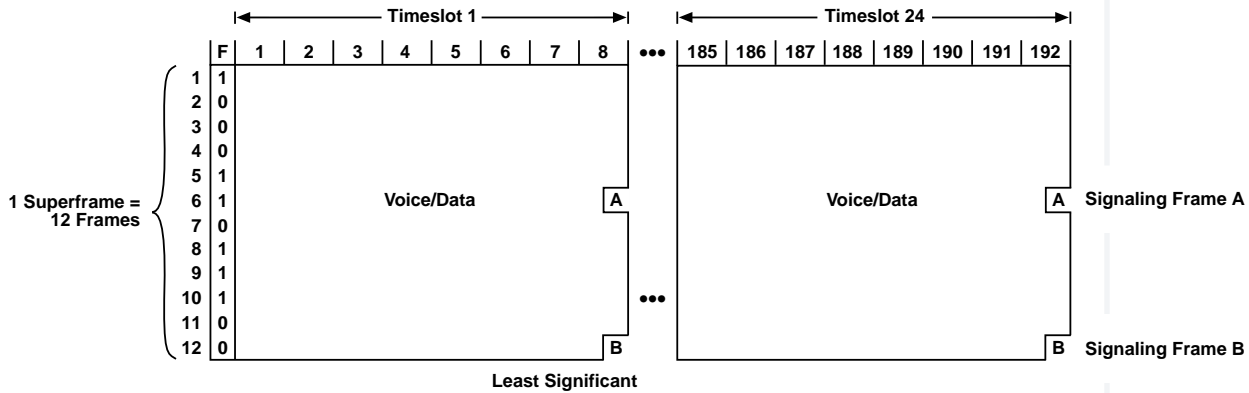 Timeslot 1 Timeslot 24
F 1 2 3 4 5 6 7 8 ••• 185 186 187 188 189 190 191 192
1 1
2 0
3 0
4 0
5 1
1 Superframe =
12 Frames
6 1 Voice/Data A Voice/Data A Signaling Frame A
7 0
8 1
9 1
10 1 •••
11 0
12 0 B B Signaling Frame B
Least Significant